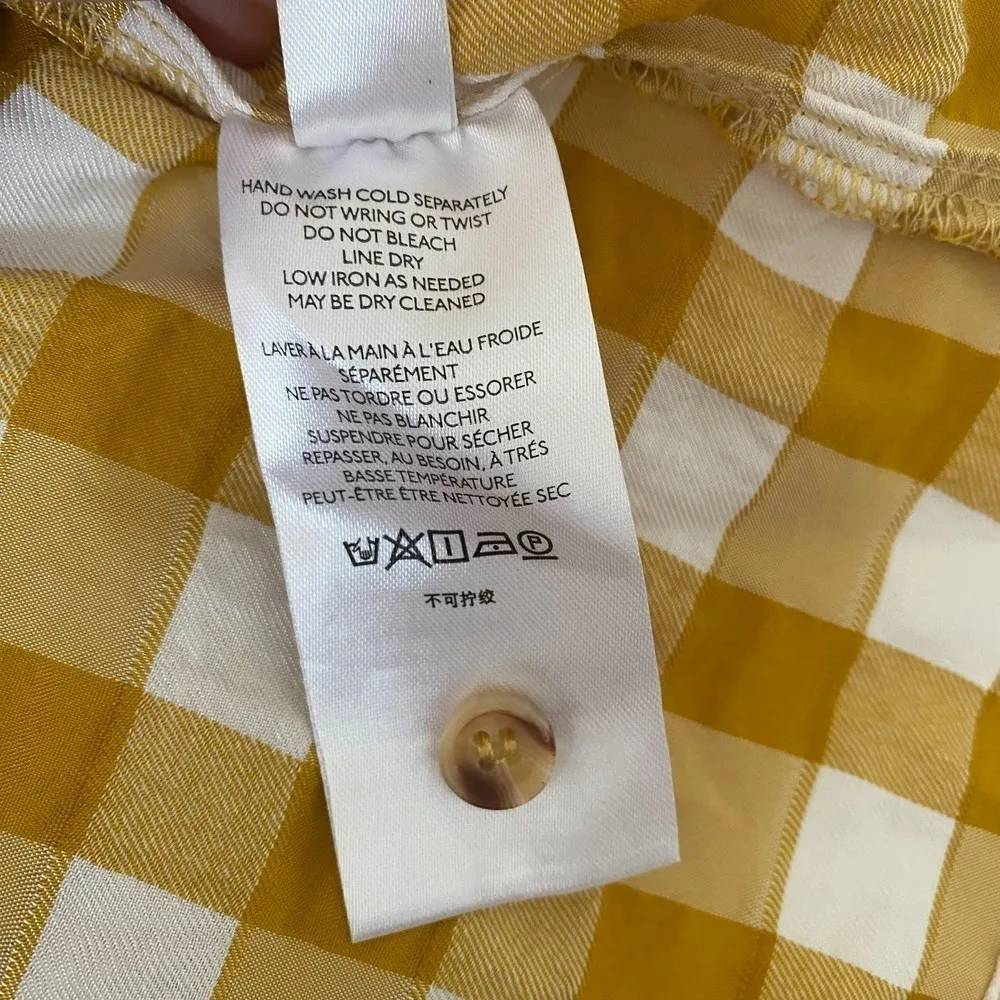 HAND WASH COLD SEPARATELY
DO NOT WRING OR TWIST
DO NOT BLEACH
LINE DRY
LOW IRON AS NEEDED
MAY BE DRY CLEANED
LAVER À LA MAIN À L'EAU FROIDE
SÉPARÉMENT
NE PAS TORDRE OU ESSORER
NE PAS BLANCHIR
SUSPENDRE POUR SÉCHER
REPASSER, AU BESOIN, À TRÉS
BASSE TEMPÉRATURE
PEUT-ÊTRE ÊTRE NETTOYÉE SEC
P
不可拧绞